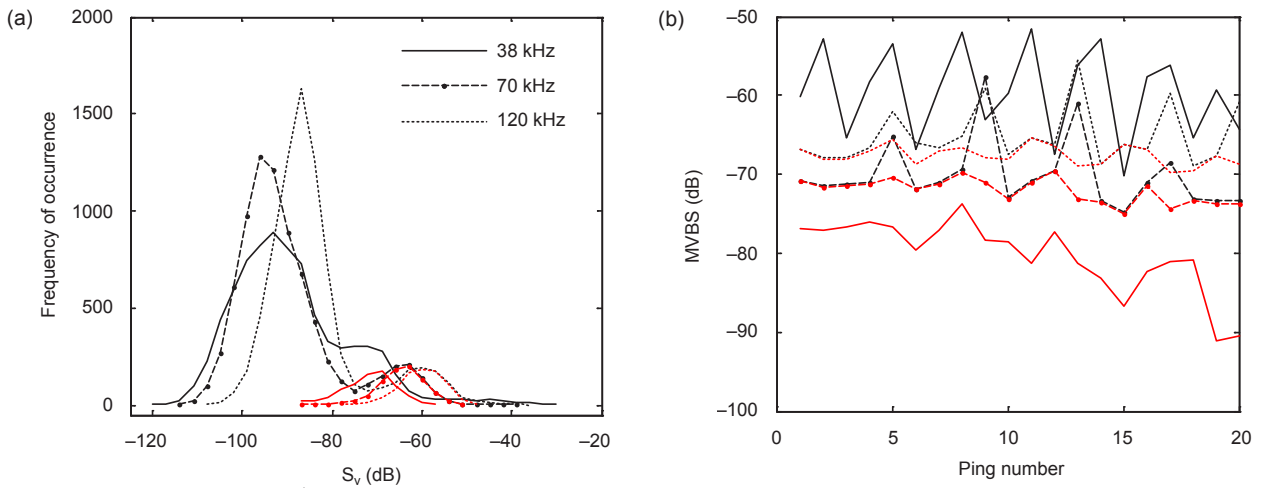 (a)
2000
1500
1000
500
0
Frequency of occurrence
38 kHz
70 kHz
120 kHz
–120
–100
–80
–60
–40
–20
Sᵥ (dB)
(b)
–50
–60
–70
–80
–90
–100
MVBS (dB)
0
5
10
15
20
Ping number